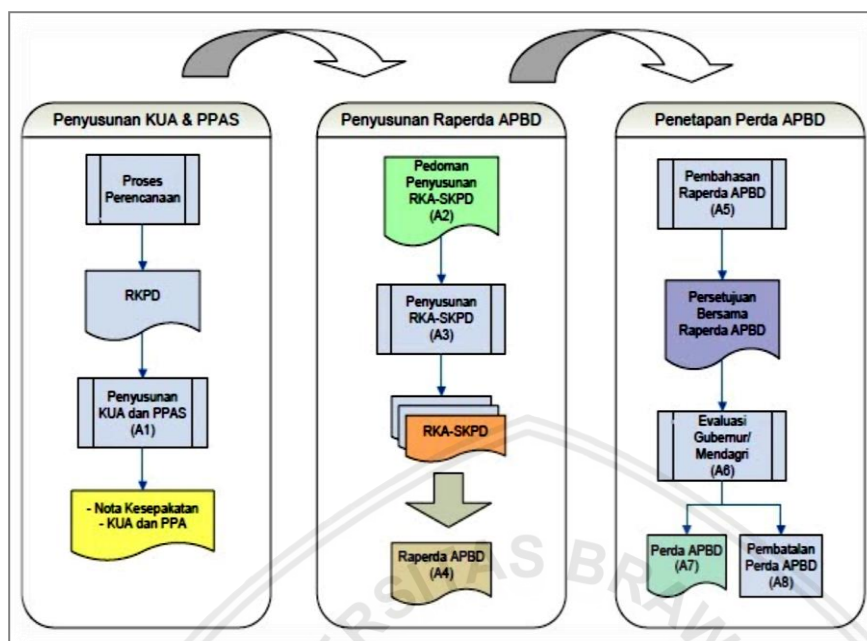 Penyusunan KUA & PPAS
Proses
Perencanaan
RKPD
Penyusunan
KUA dan PPAS
(A1)
- Nota Kesepakatan
- KUA dan PPA
Penyusunan Raperda APBD
Pedoman
Penyusunan
RKA-SKPD
(A2)
Penyusunan
RKA-SKPD
(A3)
RKA-SKPD
Raperda APBD
(A4)
Penetapan Perda APBD
Pembahasan
Raperda APBD
(A5)
Persetujuan
Bersama
Raperda APBD
Evaluasi
Gubernur/
Mendagri
(A6)
Perda APBD
(A7)
Pembatalan
Perda APBD
(A8)